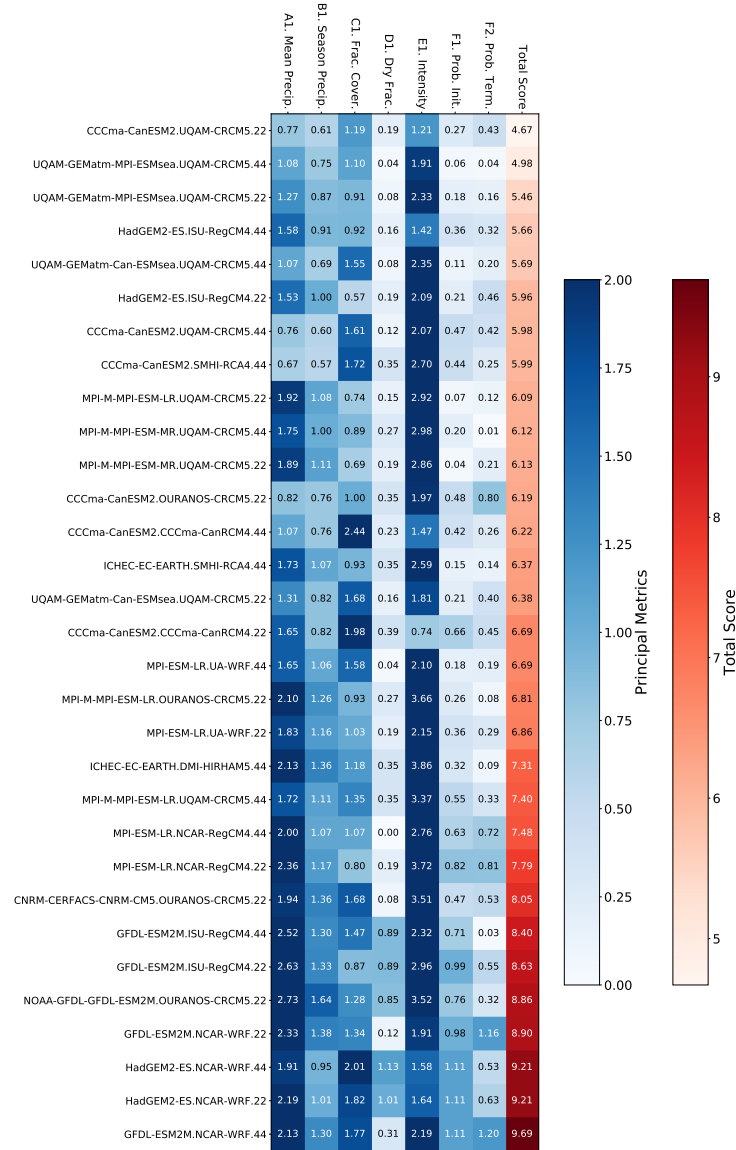 A1. Mean Precip. B1. Season Precip. C1. Frac. Cover. D1. Dry Frac. E1. Intensity F1. Prob. Init. F2. Prob. Term. Total Score
CCCma-CanESM2.UQAM-CRCM5.22 0.77 0.61 1.19 0.19 1.21 0.27 0.43 4.67
UQAM-GEMatm-MPI-ESMsea.UQAM-CRCM5.44 1.08 0.75 1.10 0.04 1.91 0.06 0.04 4.98
UQAM-GEMatm-MPI-ESMsea.UQAM-CRCM5.22 1.27 0.87 0.91 0.08 2.33 0.18 0.16 5.46
HadGEM2-ES.ISU-RegCM4.44 1.58 0.91 0.92 0.16 1.42 0.36 0.32 5.66
UQAM-GEMatm-Can-ESMsea.UQAM-CRCM5.44 1.07 0.69 1.55 0.08 2.35 0.11 0.20 5.69
HadGEM2-ES.ISU-RegCM4.22 1.53 1.00 0.57 0.19 2.09 0.21 0.46 5.96
CCCma-CanESM2.UQAM-CRCM5.44 0.76 0.60 1.61 0.12 2.07 0.47 0.42 5.98
CCCma-CanESM2.SMHI-RCA4.44 0.67 0.57 1.72 0.35 2.70 0.44 0.25 5.99
MPI-M-MPI-ESM-LR.UQAM-CRCM5.22 1.92 1.08 0.74 0.15 2.92 0.07 0.12 6.09
MPI-M-MPI-ESM-MR.UQAM-CRCM5.44 1.75 1.00 0.89 0.27 2.98 0.20 0.01 6.12
MPI-M-MPI-ESM-MR.UQAM-CRCM5.22 1.89 1.11 0.69 0.19 2.86 0.04 0.21 6.13
CCCma-CanESM2.OURANOS-CRCM5.22 0.82 0.76 1.00 0.35 1.97 0.48 0.80 6.19
CCCma-CanESM2.CCCma-CanRCM4.44 1.07 0.76 2.44 0.23 1.47 0.42 0.26 6.22
ICHEC-EC-EARTH.SMHI-RCA4.44 1.73 1.07 0.93 0.35 2.59 0.15 0.14 6.37
UQAM-GEMatm-Can-ESMsea.UQAM-CRCM5.22 1.31 0.82 1.68 0.16 1.81 0.21 0.40 6.38
CCCma-CanESM2.CCCma-CanRCM4.22 1.65 0.82 1.98 0.39 0.74 0.66 0.45 6.69
MPI-ESM-LR.UA-WRF.44 1.65 1.06 1.58 0.04 2.10 0.18 0.19 6.69
MPI-M-MPI-ESM-LR.OURANOS-CRCM5.22 2.10 1.26 0.93 0.27 3.66 0.26 0.08 6.81
MPI-ESM-LR.UA-WRF.22 1.83 1.16 1.03 0.19 2.15 0.36 0.29 6.86
ICHEC-EC-EARTH.DMI-HIRHAM5.44 2.13 1.36 1.18 0.35 3.86 0.32 0.09 7.31
MPI-M-MPI-ESM-LR.UQAM-CRCM5.44 1.72 1.11 1.35 0.35 3.37 0.55 0.33 7.40
MPI-ESM-LR.NCAR-RegCM4.44 2.00 1.07 1.07 0.00 2.76 0.63 0.72 7.48
MPI-ESM-LR.NCAR-RegCM4.22 2.36 1.17 0.80 0.19 3.72 0.82 0.81 7.79
CNRM-CERFACS-CNRM-CM5.OURANOS-CRCM5.22 1.94 1.36 1.68 0.08 3.51 0.47 0.53 8.05
GFDL-ESM2M.ISU-RegCM4.44 2.52 1.30 1.47 0.89 2.32 0.71 0.03 8.40
GFDL-ESM2M.ISU-RegCM4.22 2.63 1.33 0.87 0.89 2.96 0.99 0.55 8.63
NOAA-GFDL-GFDL-ESM2M.OURANOS-CRCM5.22 2.73 1.64 1.28 0.85 3.52 0.76 0.32 8.86
GFDL-ESM2M.NCAR-WRF.22 2.33 1.38 1.34 0.12 1.91 0.98 1.16 8.90
HadGEM2-ES.NCAR-WRF.44 1.91 0.95 2.01 1.13 1.58 1.11 0.53 9.21
HadGEM2-ES.NCAR-WRF.22 2.19 1.01 1.82 1.01 1.64 1.11 0.63 9.21
GFDL-ESM2M.NCAR-WRF.44 2.13 1.30 1.77 0.31 2.19 1.11 1.20 9.69
2.00
1.75
1.50
1.25
1.00
0.75
0.50
0.25
0.00
Principal Metrics
9
8
7
6
5
Total Score